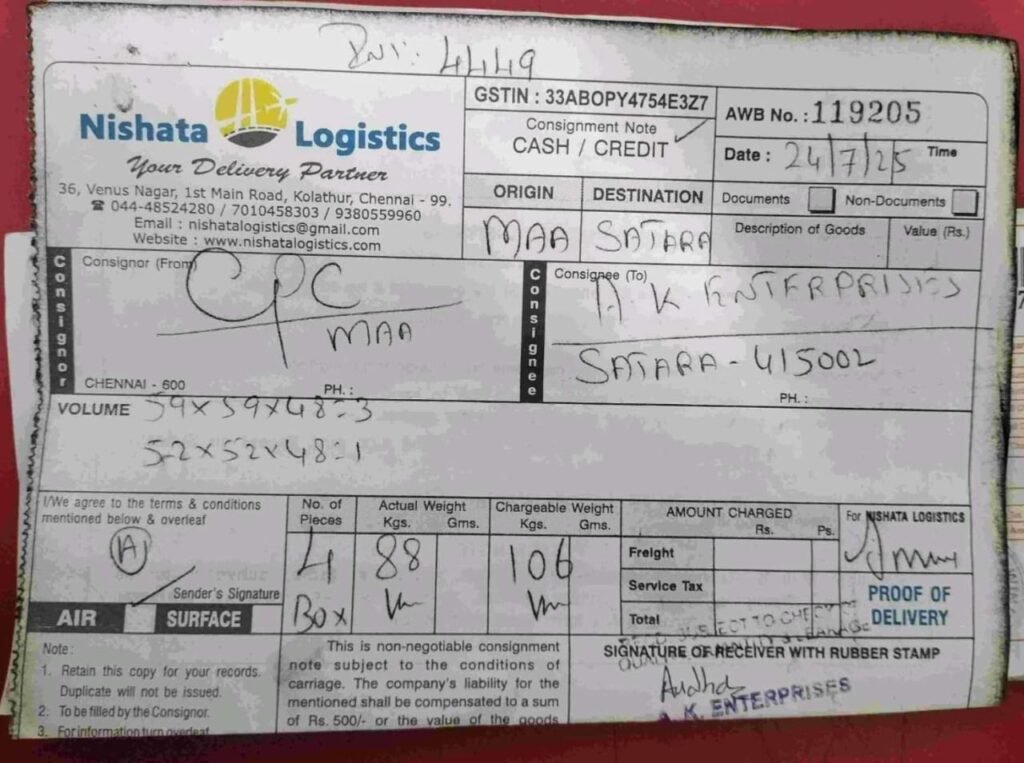 Inv: 4449
Nishata Logistics
Your Delivery Partner
36, Venus Nagar, 1st Main Road, Kolathur, Chennai - 99.
☎ 044-48524280 / 7010458303 / 9380559960
Email : nishatalogistics@gmail.com
Website : www.nishatalogistics.com
GSTIN : 33ABOPY4754E3Z7
Consignment Note
CASH / CREDIT ✓
AWB No. : 119205
Date : 24/7/25 Time
ORIGIN DESTINATION
MAA SATARA
Documents Non-Documents
Description of Goods Value (Rs.)
Consignor
Consignor (From)
CPC
MAA
CHENNAI - 600 PH. :
Consignee
Consignee (To)
A K ENTERPRISES
SATARA - 415002
PH. :
VOLUME 59x59x48=3
52x52x48=1
I/We agree to the terms & conditions
mentioned below & overleaf
(A)
Sender's Signature
AIR SURFACE
No. of
Pieces
4
Box
Actual Weight
Kgs. Gms.
88
Chargeable Weight
Kgs. Gms.
106
AMOUNT CHARGED
Rs. Ps.
Freight
Service Tax
Total
For NISHATA LOGISTICS
PROOF OF
DELIVERY
Note :
1. Retain this copy for your records.
Duplicate will not be issued.
2. To be filled by the Consignor.
3. For information turn overleaf
This is non-negotiable consignment
note subject to the conditions of
carriage. The company's liability for the
mentioned shall be compensated to a sum
of Rs. 500/- or the value of the goods
SUBJECT TO
SIGNATURE OF RECEIVER WITH RUBBER STAMP
A. K. ENTERPRISES